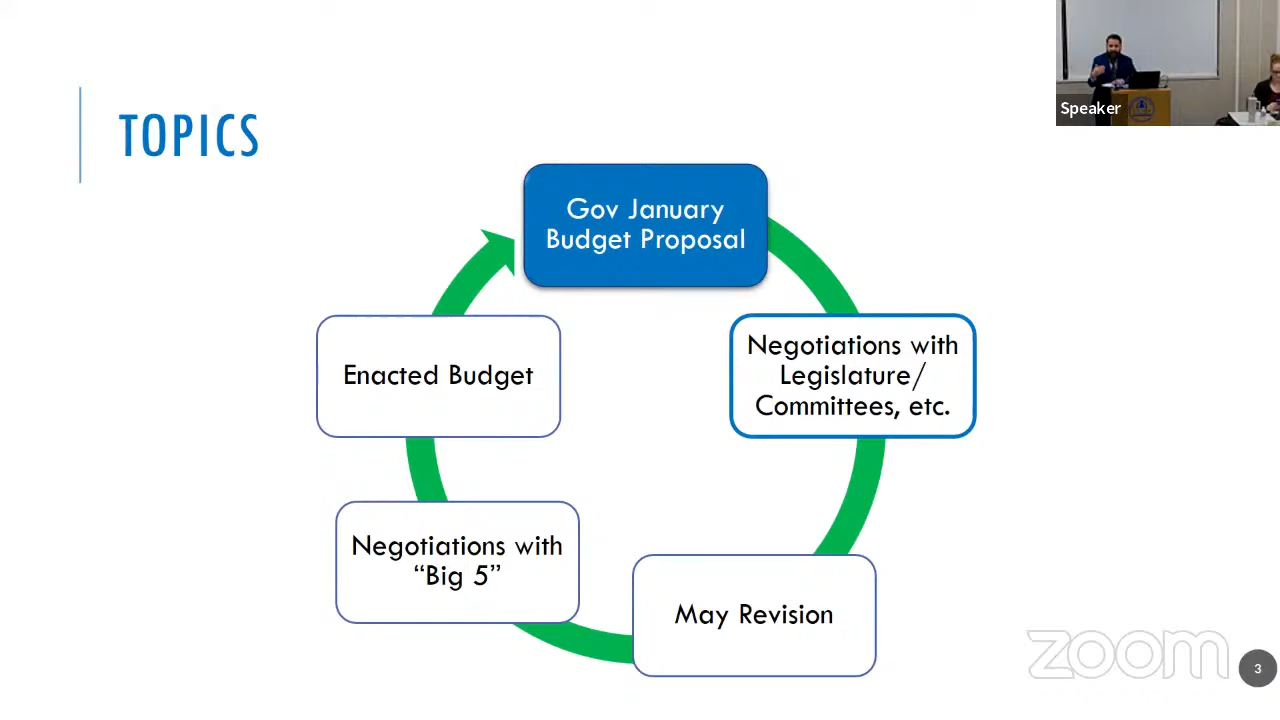 Speaker
TOPICS
Gov January
Budget Proposal
Negotiations with
Legislature/
Committees, etc.
May Revision
Negotiations with
“Big 5”
Enacted Budget
zoom
3